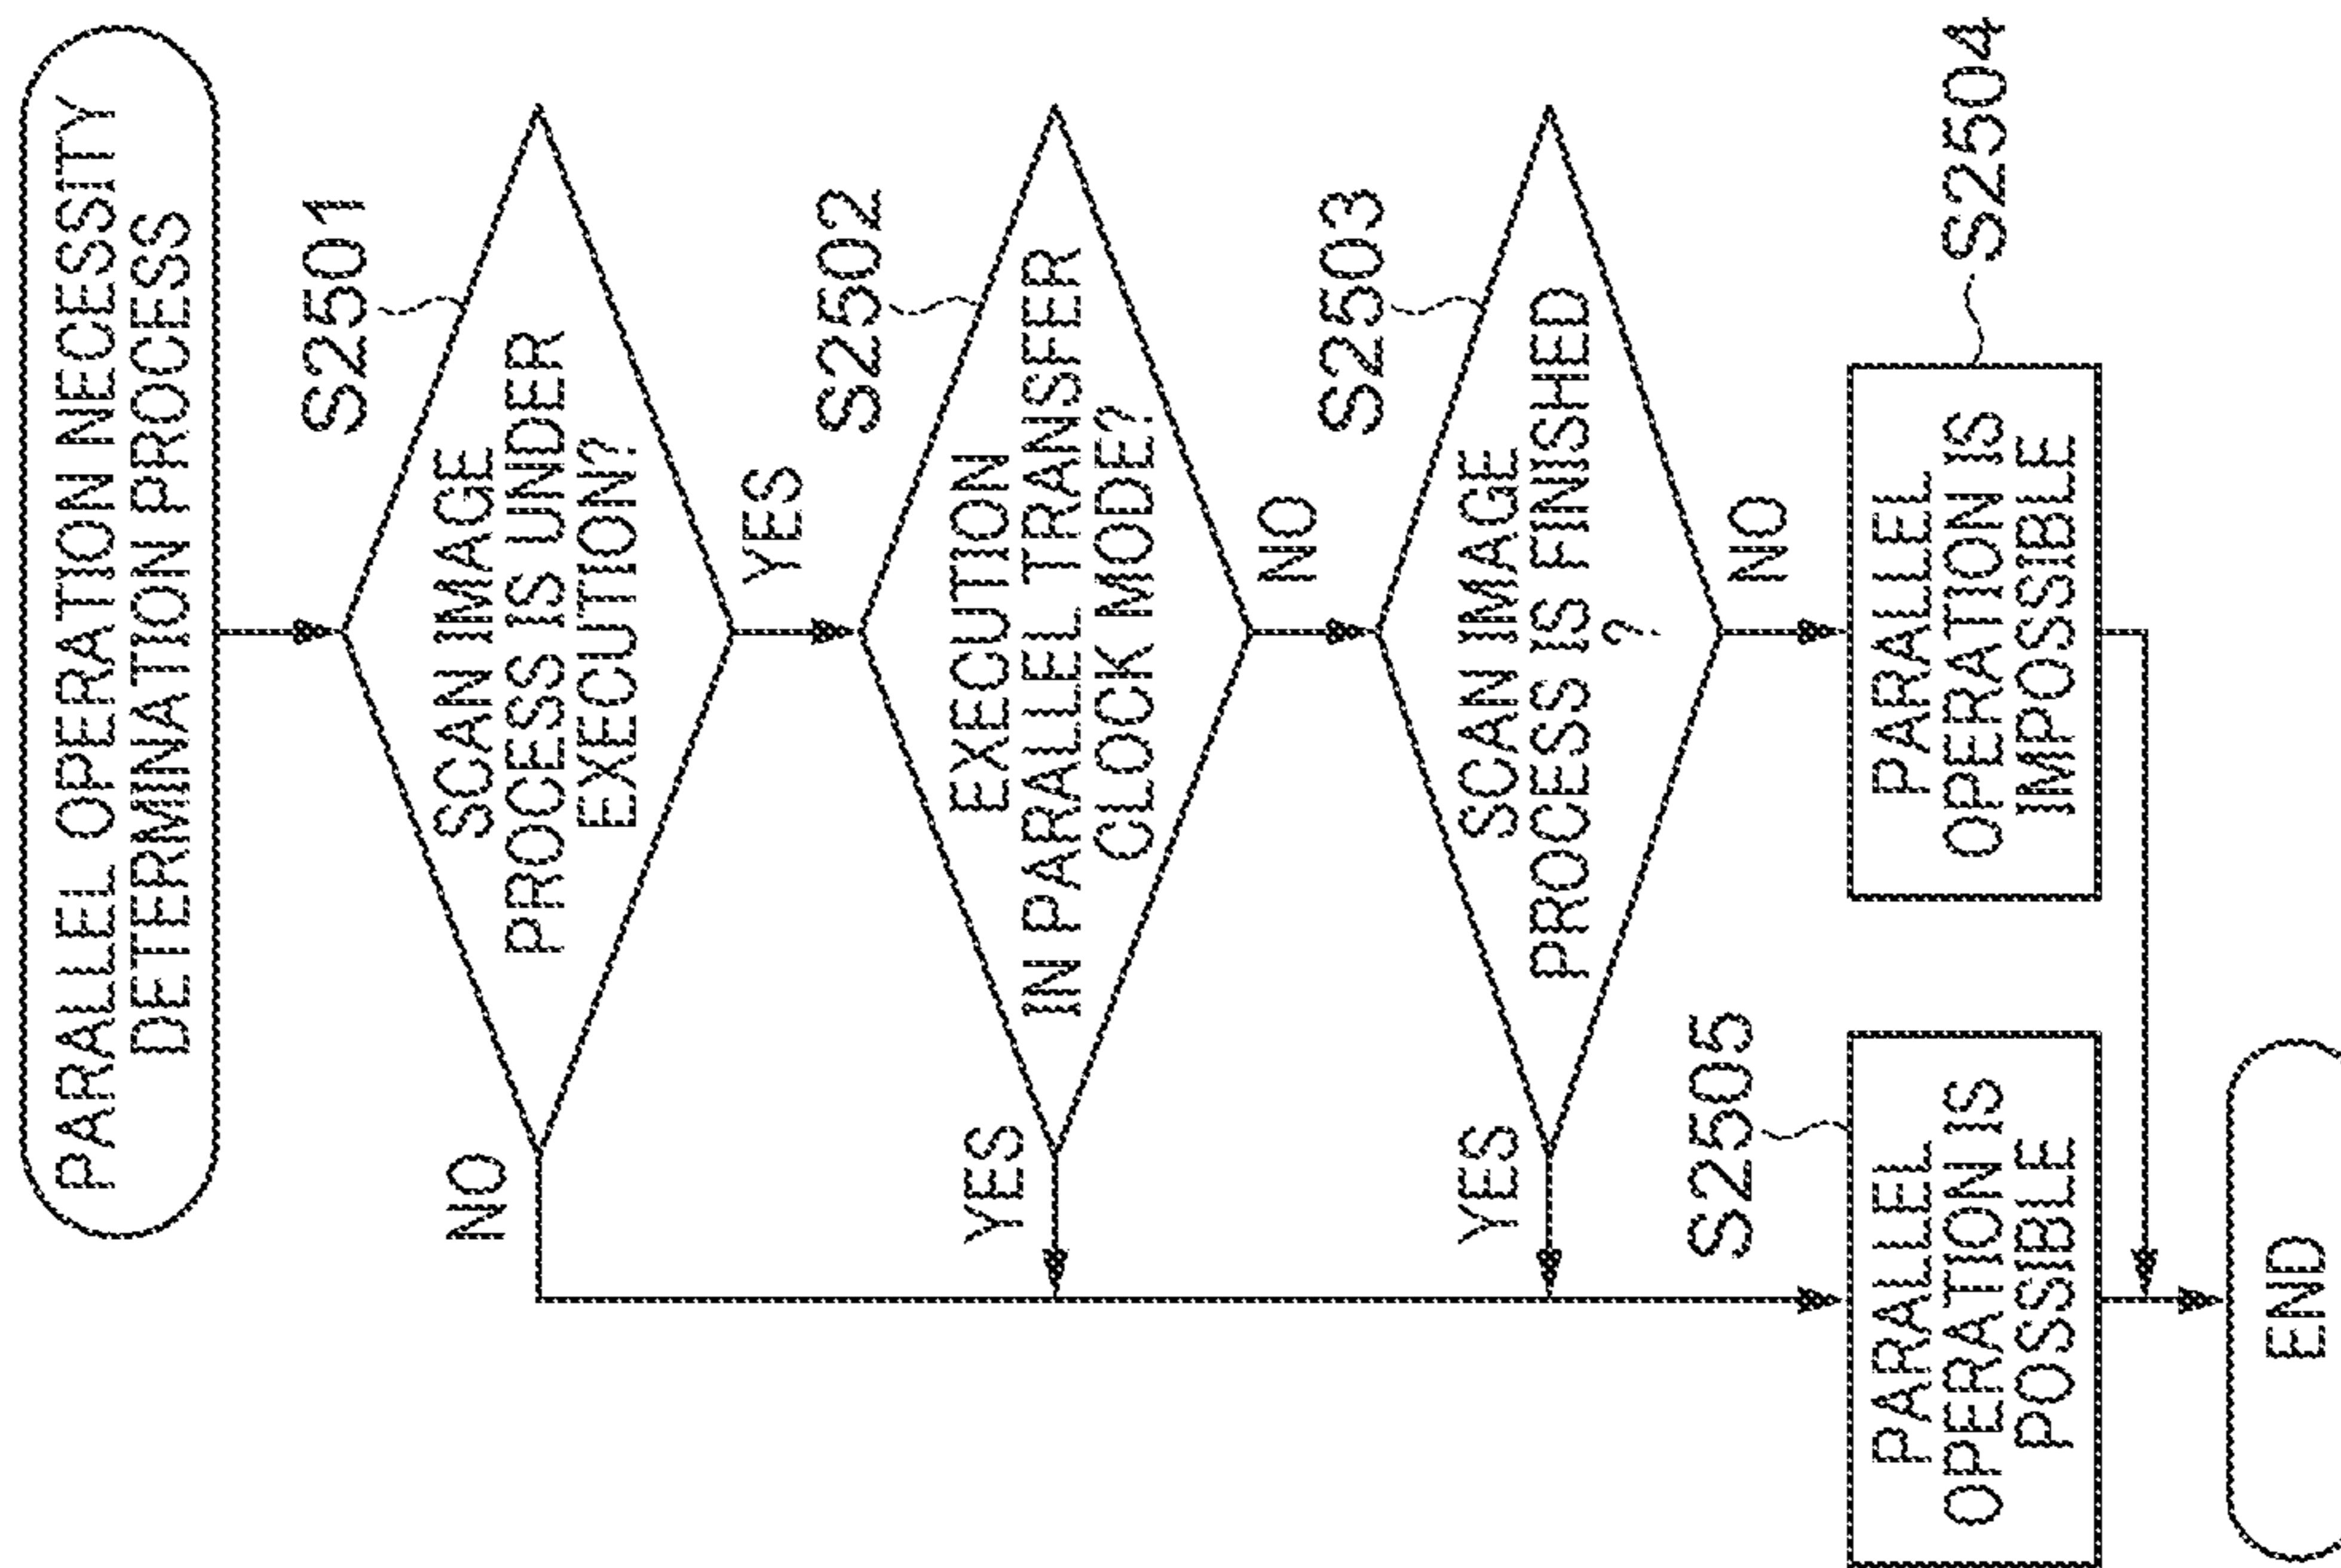 PARALLEL OPERATION NECESSITY
DETERMINATION PROCESS
S2501
SCAN IMAGE
PROCESS IS UNDER
EXECUTION?
NO
YES
S2502
EXECUTION
IN PARALLEL TRANSFER
CLOCK MODE?
YES
NO
S2503
SCAN IMAGE
PROCESS IS FINISHED
?
YES
NO
S2505
PARALLEL
OPERATION IS
POSSIBLE
S2504
PARALLEL
OPERATION IS
IMPOSSIBLE
END